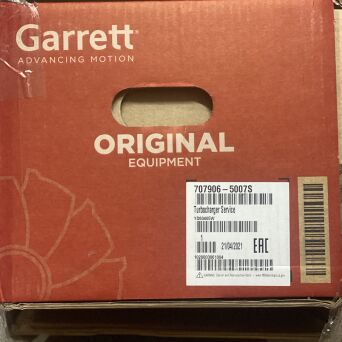 Garrett
ADVANCING MOTION
ORIGINAL
EQUIPMENT
707906-5007S
Turbocharger Service
1
21/04/2021
EAC